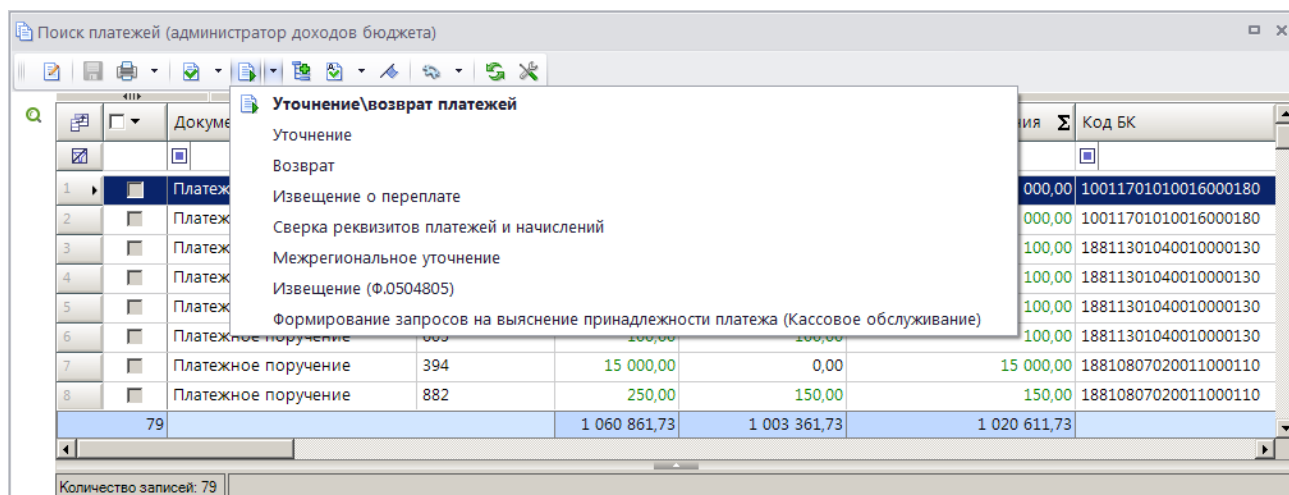 Поиск платежей (администратор доходов бюджета)
Уточнение\возврат платежей
Уточнение
Возврат
Извещение о переплате
Сверка реквизитов платежей и начислений
Межрегиональное уточнение
Извещение (Ф.0504805)
Формирование запросов на выяснение принадлежности платежа (Кассовое обслуживание)
Докуме ния Σ Код БК
1 Платеж 000,00 10011701010016000180
2 Платеж 000,00 10011701010016000180
3 Платеж 100,00 18811301040010000130
4 Платеж 100,00 18811301040010000130
5 Платеж 100,00 18811301040010000130
6 Платежное поручение 100,00 100,00 100,00 18811301040010000130
7 Платежное поручение 394 15 000,00 0,00 15 000,00 18810807020011000110
8 Платежное поручение 882 250,00 150,00 150,00 18810807020011000110
79 1 060 861,73 1 003 361,73 1 020 611,73
Количество записей: 79